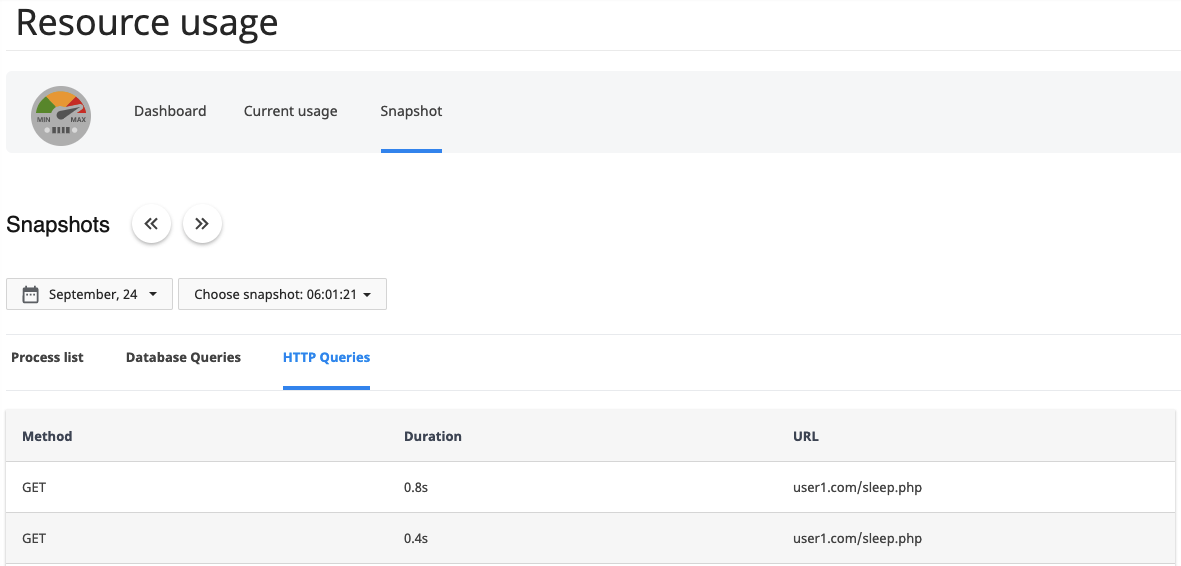 Resource usage
MIN MAX
Dashboard Current usage Snapshot
Snapshots
September, 24 Choose snapshot: 06:01:21
Process list Database Queries HTTP Queries
Method Duration URL
GET 0.8s user1.com/sleep.php
GET 0.4s user1.com/sleep.php